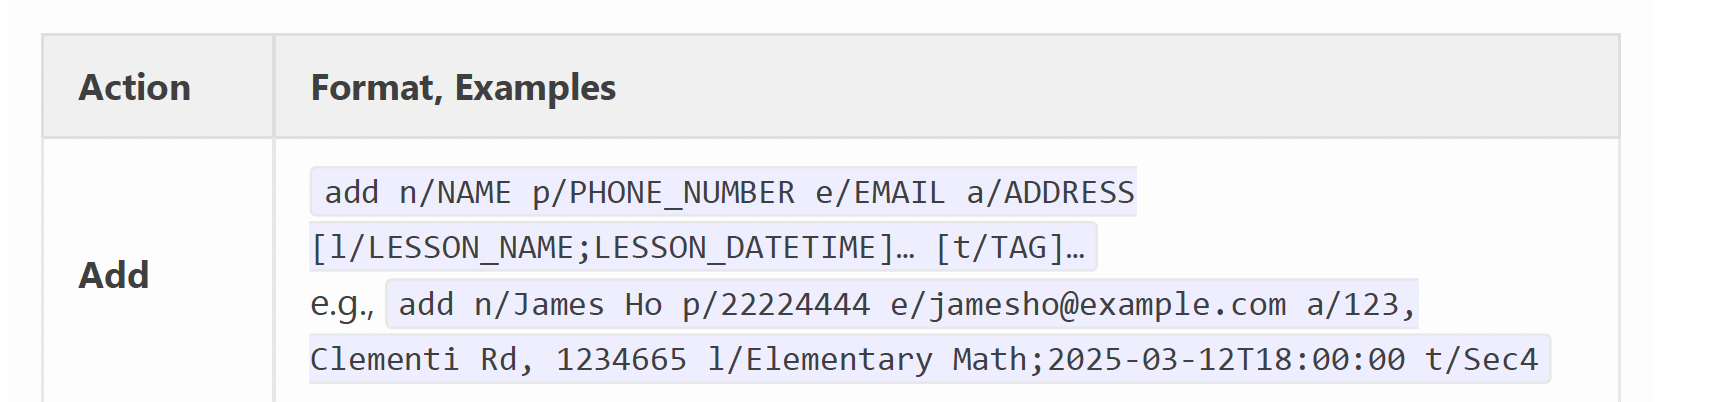 Action
Format, Examples
Add
add n/NAME p/PHONE_NUMBER e/EMAIL a/ADDRESS
[l/LESSON_NAME;LESSON_DATETIME]… [t/TAG]…
e.g., add n/James Ho p/22224444 e/jamesho@example.com a/123,
Clementi Rd, 1234665 l/Elementary Math;2025-03-12T18:00:00 t/Sec4